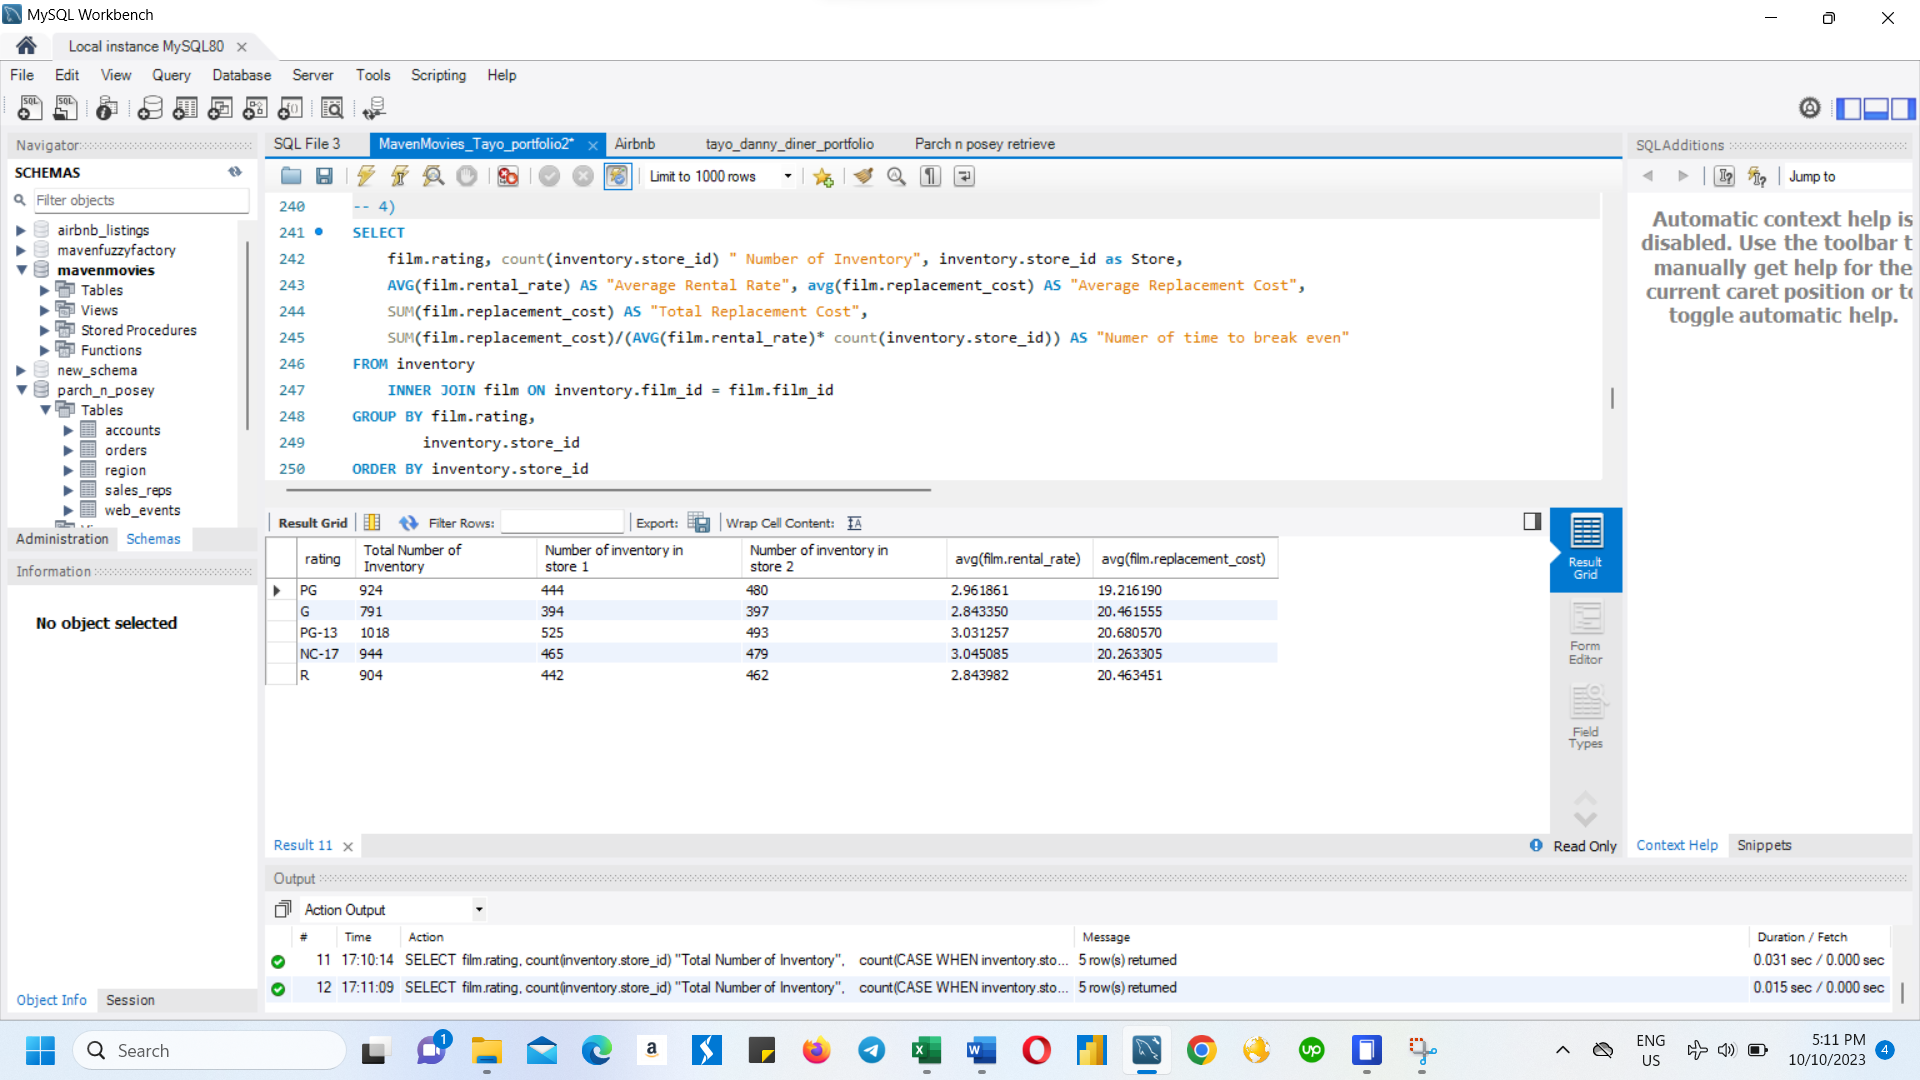 MySQL Workbench
Local instance MySQL80
File Edit View Query Database Server Tools Scripting Help
Navigator
SCHEMAS
Filter objects
airbnb_listings
mavenfuzzyfactory
mavenmovies
Tables
Views
Stored Procedures
Functions
new_schema
parch_n_posey
Tables
accounts
orders
region
sales_reps
web_events
Administration Schemas
Information
No object selected
Object Info Session
SQL File 3 MavenMovies_Tayo_portfolio2* Airbnb tayo_danny_diner_portfolio Parch n posey retrieve
Limit to 1000 rows
240 -- 4)
241 SELECT
242 film.rating, count(inventory.store_id) " Number of Inventory", inventory.store_id as Store,
243 AVG(film.rental_rate) AS "Average Rental Rate", avg(film.replacement_cost) AS "Average Replacement Cost",
244 SUM(film.replacement_cost) AS "Total Replacement Cost",
245 SUM(film.replacement_cost)/(AVG(film.rental_rate)* count(inventory.store_id)) AS "Numer of time to break even"
246 FROM inventory
247 INNER JOIN film ON inventory.film_id = film.film_id
248 GROUP BY film.rating,
249 inventory.store_id
250 ORDER BY inventory.store_id
Result Grid Filter Rows: Export: Wrap Cell Content:
rating Total Number of Inventory Number of inventory in store 1 Number of inventory in store 2 avg(film.rental_rate) avg(film.replacement_cost)
PG 924 444 480 2.961861 19.216190
G 791 394 397 2.843350 20.461555
PG-13 1018 525 493 3.031257 20.680570
NC-17 944 465 479 3.045085 20.263305
R 904 442 462 2.843982 20.463451
Result
Grid
Form
Editor
Field
Types
Result 11 Read Only
SQLAdditions
Jump to
Automatic context help is
disabled. Use the toolbar t
manually get help for the
current caret position or to
toggle automatic help.
Context Help Snippets
Output
Action Output
# Time Action Message Duration / Fetch
11 17:10:14 SELECT film.rating, count(inventory.store_id) "Total Number of Inventory", count(CASE WHEN inventory.sto... 5 row(s) returned 0.031 sec / 0.000 sec
12 17:11:09 SELECT film.rating, count(inventory.store_id) "Total Number of Inventory", count(CASE WHEN inventory.sto... 5 row(s) returned 0.015 sec / 0.000 sec
Search
1
a
up
ENG
US
5:11 PM
10/10/2023
4